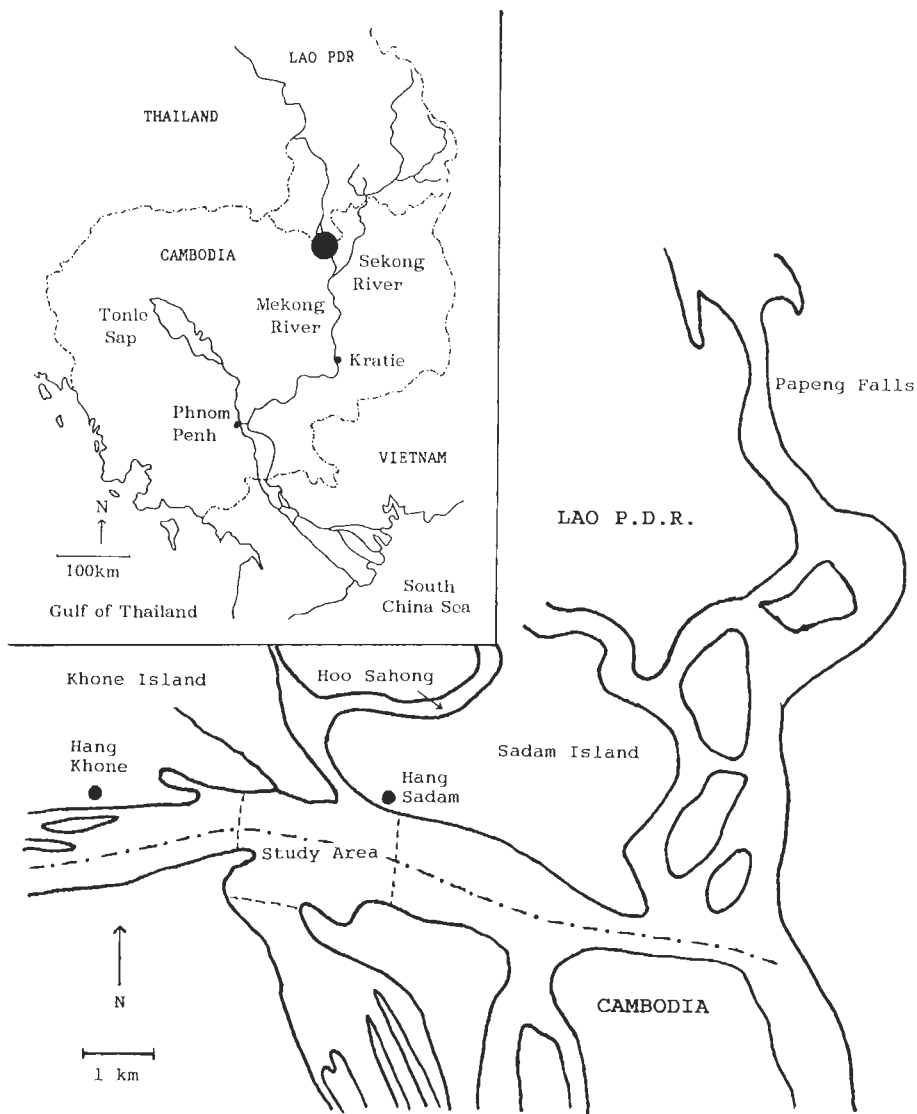 LAO PDR
THAILAND
CAMBODIA
Sekong
River
Mekong
River
Tonle
Sap
Kratie
Phnom
Penh
VIETNAM
N
100km
South
China Sea
Gulf of Thailand
Papeng Falls
LAO P.D.R.
Khone Island
Hoo Sahong
Sadam Island
Hang
Khone
Hang
Sadam
Study Area
N
CAMBODIA
1 km